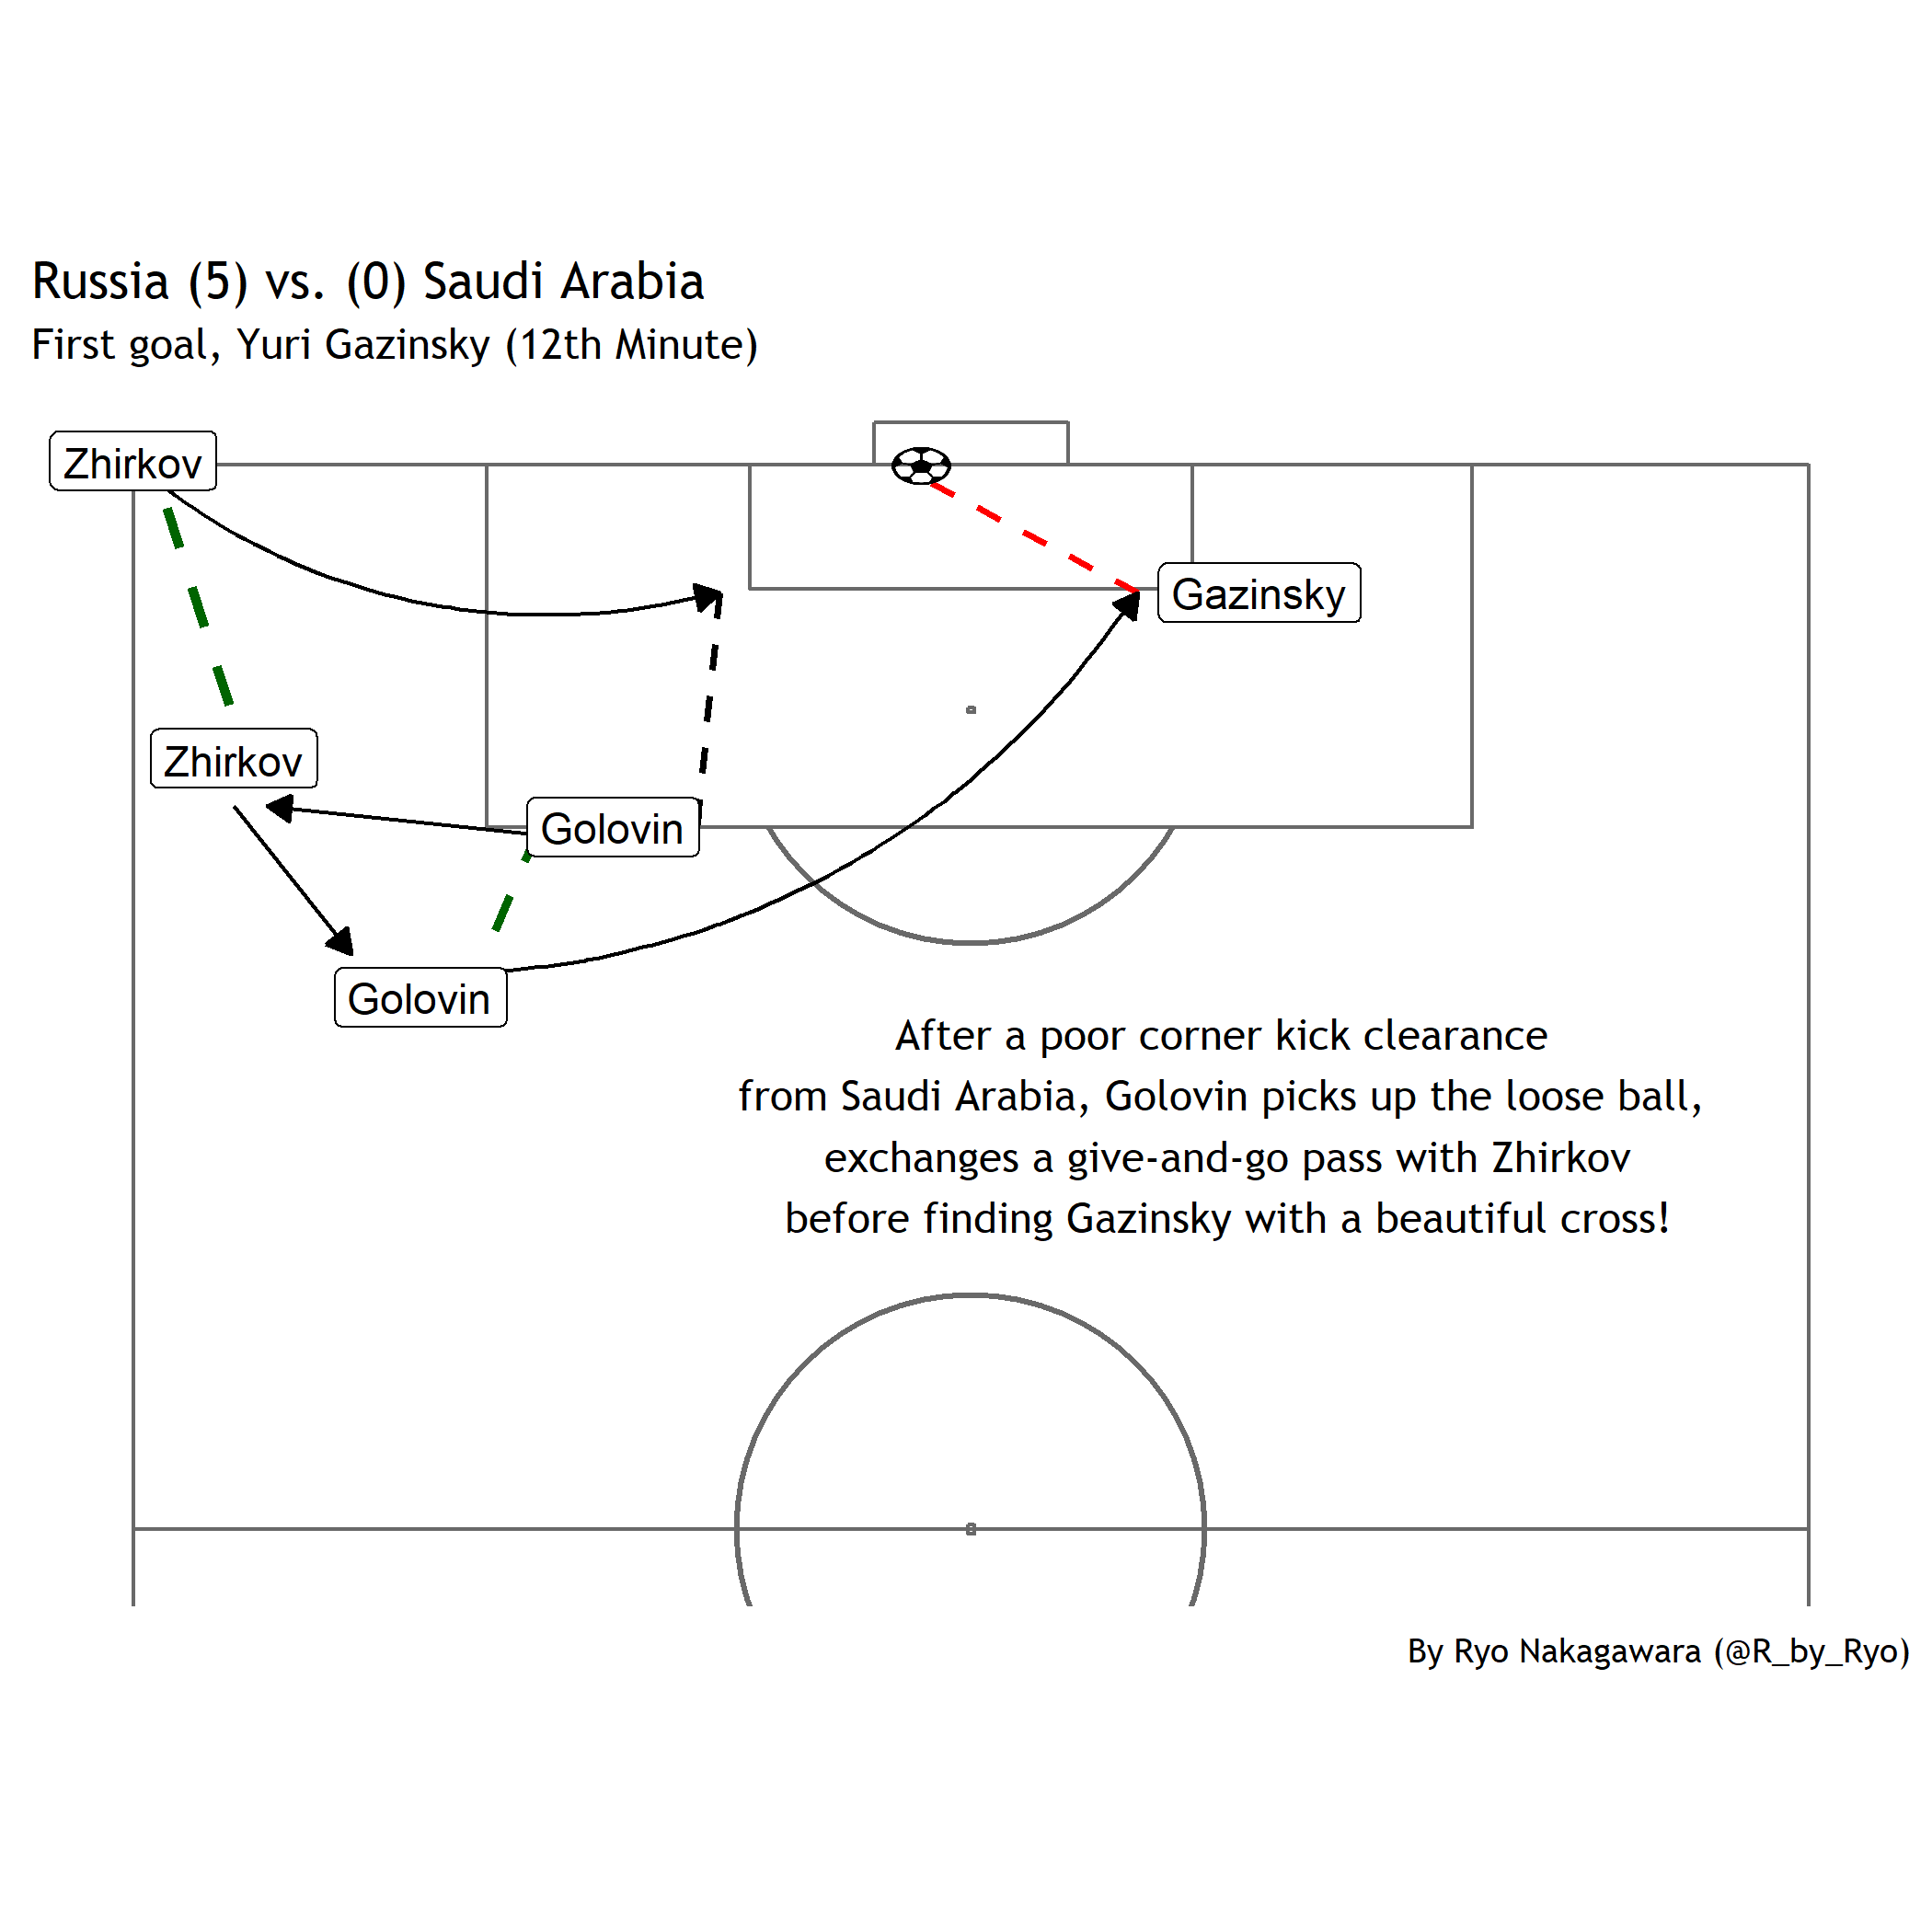 Russia (5) vs. (0) Saudi Arabia
First goal, Yuri Gazinsky (12th Minute)
Zhirkov
Gazinsky
Zhirkov
Golovin
Golovin
After a poor corner kick clearance
from Saudi Arabia, Golovin picks up the loose ball,
exchanges a give-and-go pass with Zhirkov
before finding Gazinsky with a beautiful cross!
By Ryo Nakagawara (@R_by_Ryo)